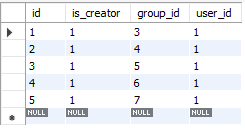 id is_creator group_id user_id
1 1 3 1
2 1 4 1
3 1 5 1
4 1 6 1
5 1 7 1
NULL NULL NULL NULL